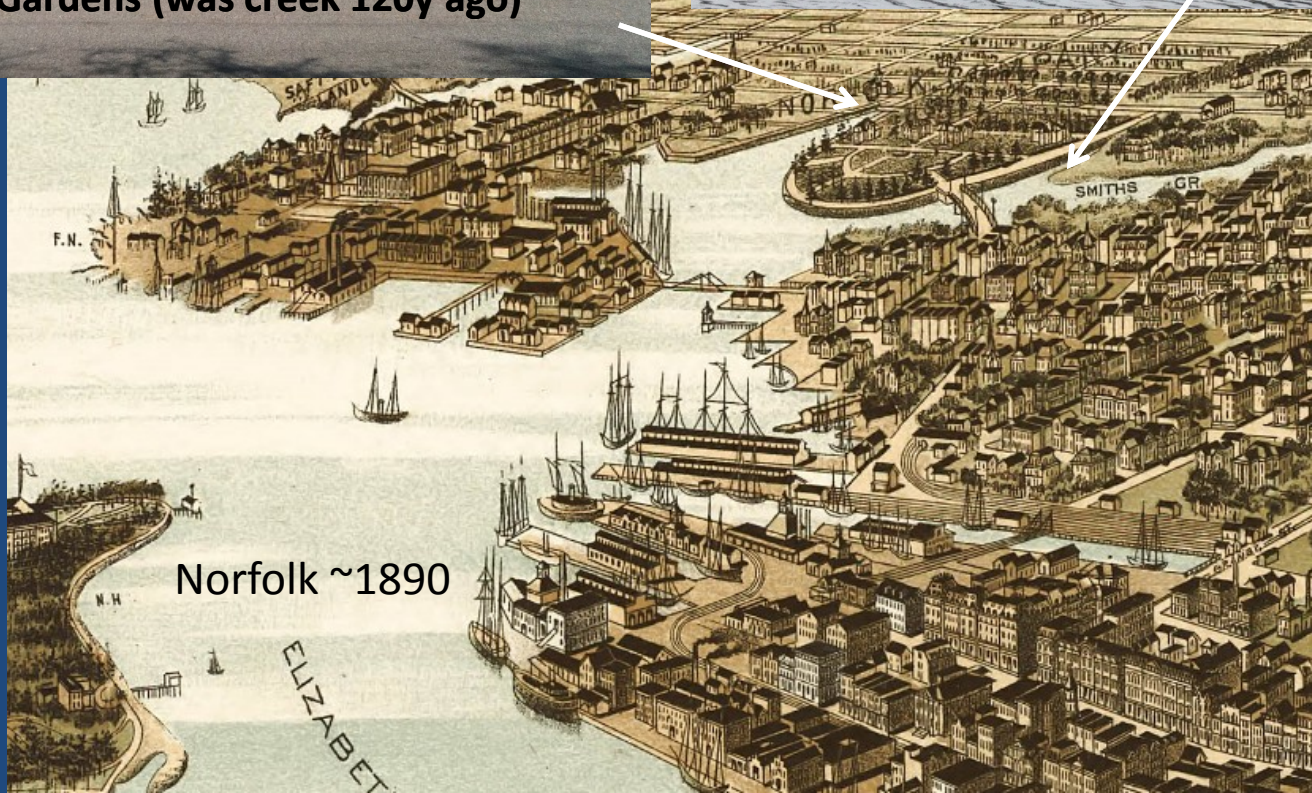 Gardens (was creek 120y ago)
SMITHS CR.
F.N.
Norfolk ~1890
N.H
ELIZABET